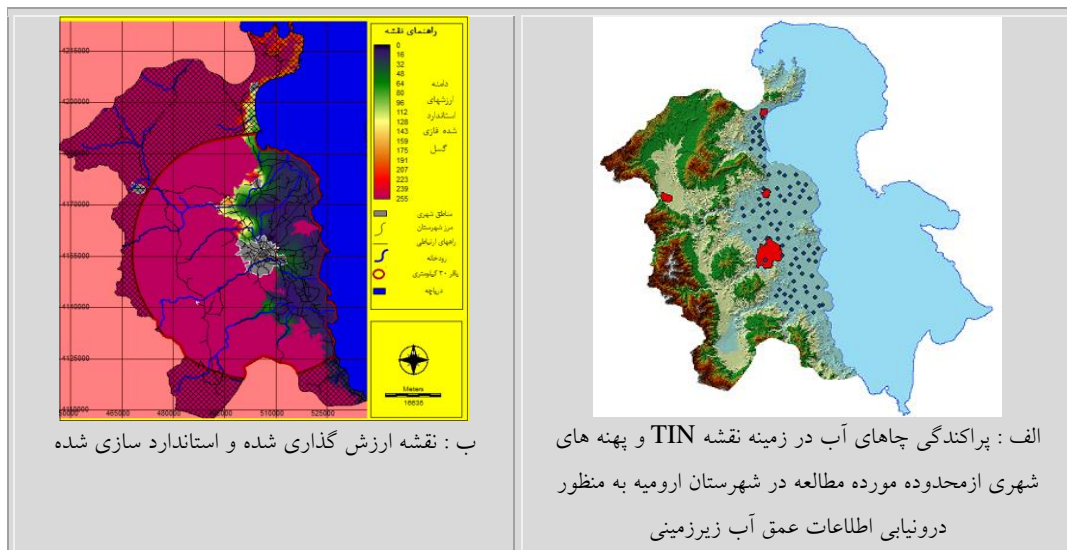 الف : پراکندگی چاهای آب در زمینه نقشه TIN و پهنه های
شهری ازمحدوده مورده مطالعه در شهرستان ارومیه به منظور
درونیابی اطلاعات عمق آب زیرزمینی
راهنمای نقشه
0
16
32
48
64
80
96
112
128
143
159
175
191
207
223
239
255
دامنه
ارزشهای
استاندارد
شده فازی
گسل
مناطق شهری
مرز شهرستان
راههای ارتباطی
رودخانه
بافر ۳۰ کیلومتری
دریاچه
Meters
16636
4200000
4170000
4155000
4140000
4125000
465000
480000
510000
525000
ب : نقشه ارزش گذاری شده و استاندارد سازی شده